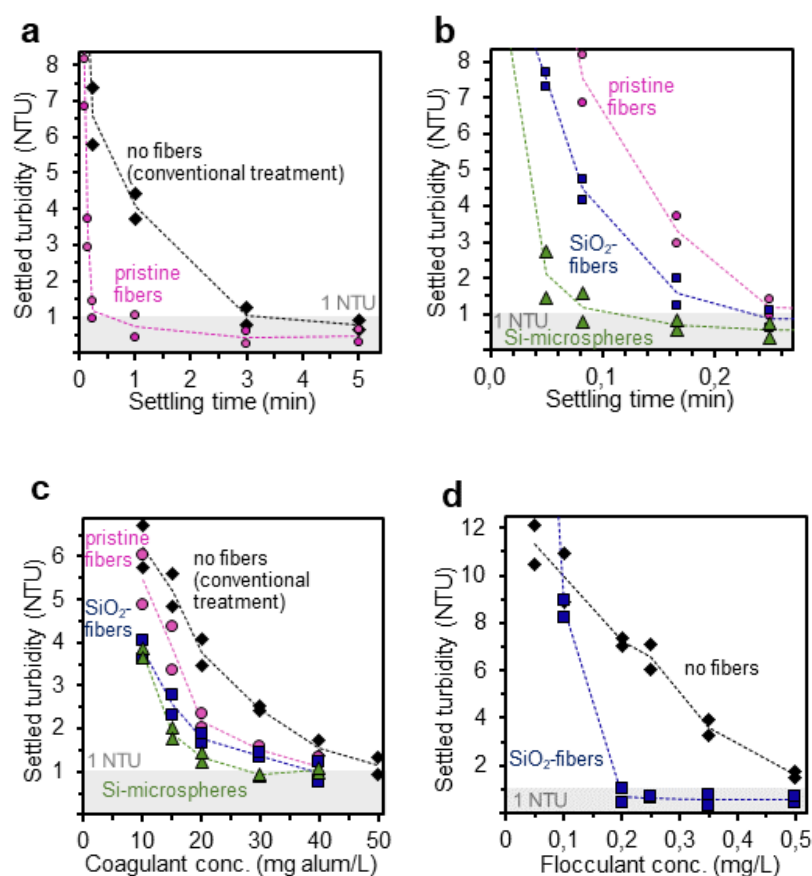 a
Settled turbidity (NTU)
8
7
6
5
4
3
2
1
0
0
1
2
3
4
5
no fibers
(conventional treatment)
pristine
fibers
1 NTU
Settling time (min)
b
Settled turbidity (NTU)
8
7
6
5
4
3
2
1
0,0
0,1
0,2
pristine
fibers
SiO₂-
fibers
1 NTU
Si-microspheres
Settling time (min)
c
Settled turbidity (NTU)
6
5
4
3
2
1
0
0
10
20
30
40
50
pristine
fibers
no fibers
(conventional
treatment)
SiO₂-
fibers
1 NTU
Si-microspheres
Coagulant conc. (mg alum/L)
d
Settled turbidity (NTU)
12
10
8
6
4
2
0
0,1
0,2
0,3
0,4
0,5
no fibers
SiO₂-fibers
1 NTU
Flocculant conc. (mg/L)